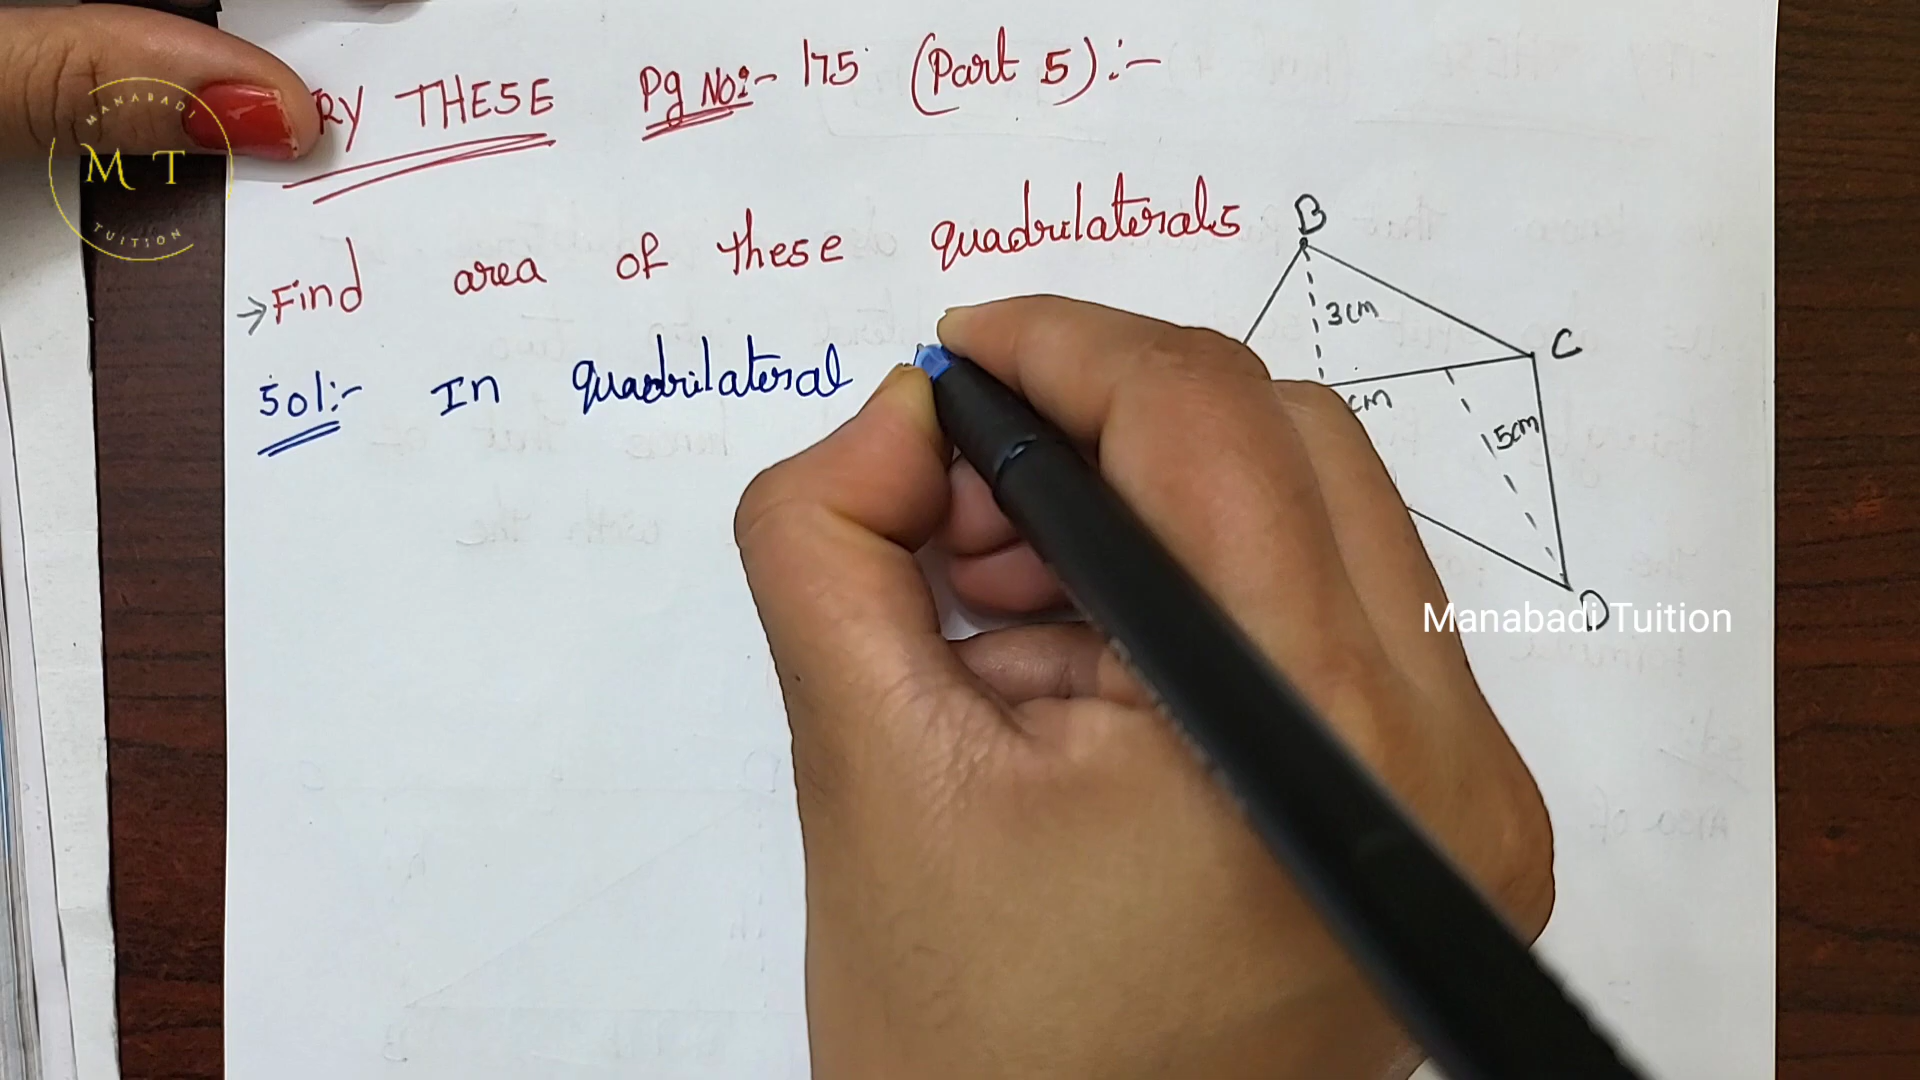 RY THESE Pg No:- 175 (Part 5):-
→Find area of these quadrilaterals
Sol:- In quadrilateral
B
3cm
C
cm
5cm
D
Manabadi Tuition
MANABADI
M T
TUITION